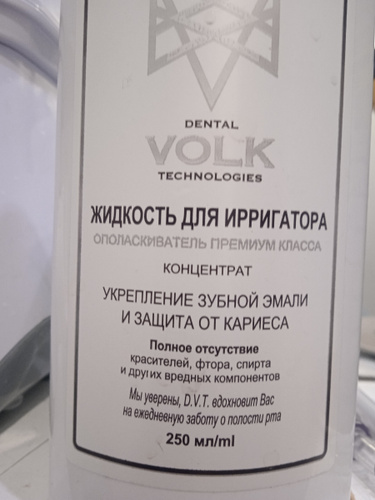 DENTAL
VOLK
TECHNOLOGIES
ЖИДКОСТЬ ДЛЯ ИРРИГАТОРА
ОПОЛАСКИВАТЕЛЬ ПРЕМИУМ КЛАССА
КОНЦЕНТРАТ
УКРЕПЛЕНИЕ ЗУБНОЙ ЭМАЛИ
И ЗАЩИТА ОТ КАРИЕСА
Полное отсутствие
красителей, фтора, спирта
и других вредных компонентов
Мы уверены, D.V.T. вдохновит Вас
на ежедневную заботу о полости рта
250 мл/ml